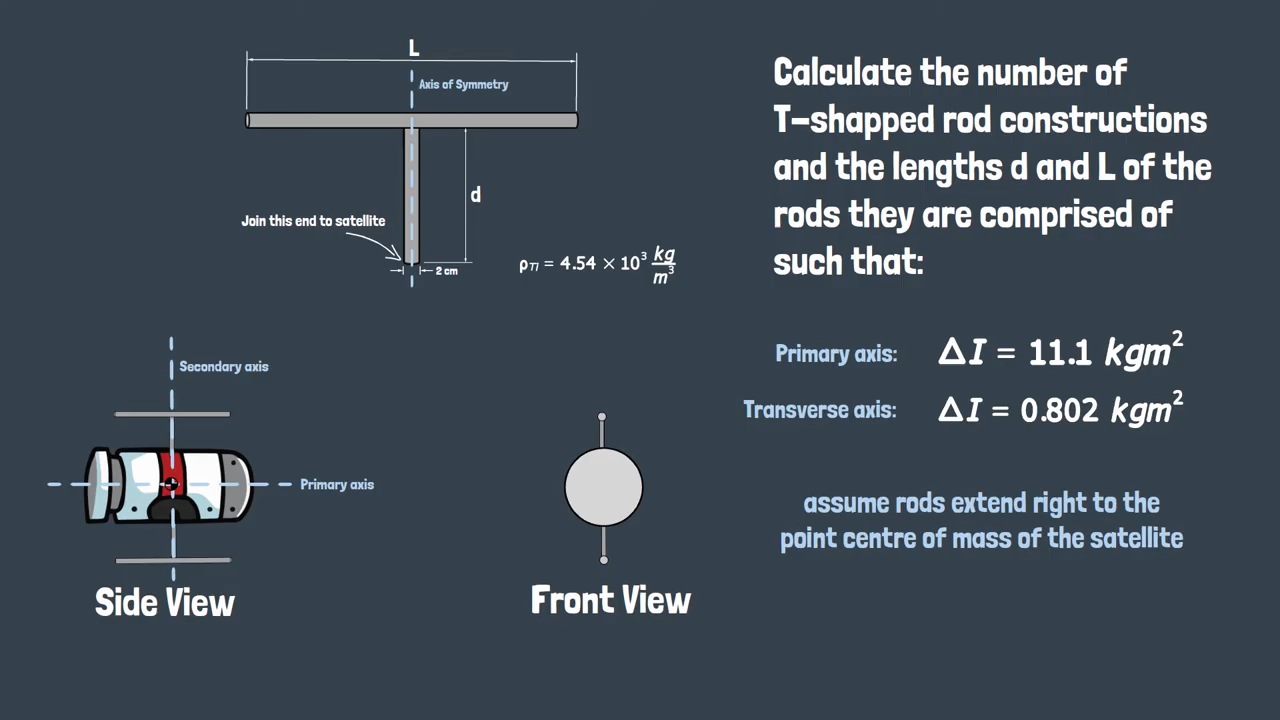 L
Axis of Symmetry
d
Join this end to satellite
2 cm
ρTi = 4.54 × 10³ kg/m³
Calculate the number of
T-shapped rod constructions
and the lengths d and L of the
rods they are comprised of
such that:
Primary axis: ΔI = 11.1 kgm²
Transverse axis: ΔI = 0.802 kgm²
assume rods extend right to the
point centre of mass of the satellite
Secondary axis
Primary axis
Side View
Front View